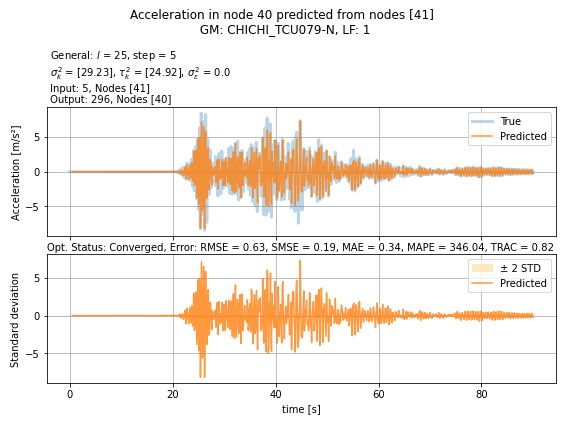 Acceleration in node 40 predicted from nodes [41]
GM: CHICHI_TCU079-N, LF: 1
General: l = 25, step = 5
σ²ₖ = [29.23], τ²ₖ = [24.92], σ²ε = 0.0
Input: 5, Nodes [41]
Output: 296, Nodes [40]
Acceleration [m/s²]
5
0
−5
True
Predicted
Opt. Status: Converged, Error: RMSE = 0.63, SMSE = 0.19, MAE = 0.34, MAPE = 346.04, TRAC = 0.82
Standard deviation
5
0
−5
± 2 STD
Predicted
0 20 40 60 80
time [s]